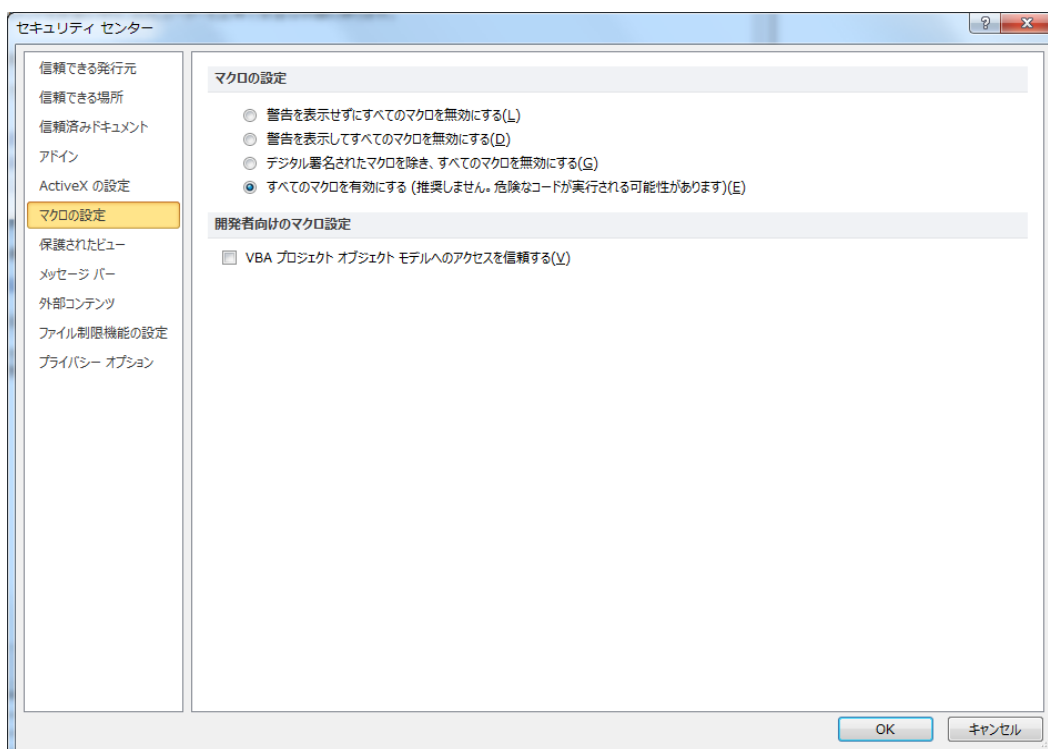 セキュリティ センター
信頼できる発行元
信頼できる場所
信頼済みドキュメント
アドイン
ActiveX の設定
マクロの設定
保護されたビュー
メッセージ バー
外部コンテンツ
ファイル制限機能の設定
プライバシー オプション
マクロの設定
警告を表示せずにすべてのマクロを無効にする(L)
警告を表示してすべてのマクロを無効にする(D)
デジタル署名されたマクロを除き、すべてのマクロを無効にする(G)
すべてのマクロを有効にする (推奨しません。危険なコードが実行される可能性があります)(E)
開発者向けのマクロ設定
VBA プロジェクト オブジェクト モデルへのアクセスを信頼する(V)
OK
キャンセル